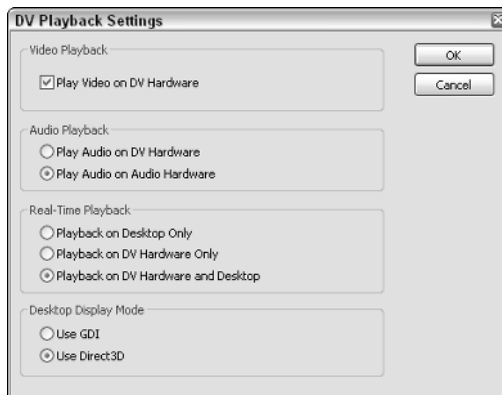 DV Playback Settings
Video Playback
Play Video on DV Hardware
OK
Cancel
Audio Playback
Play Audio on DV Hardware
Play Audio on Audio Hardware
Real-Time Playback
Playback on Desktop Only
Playback on DV Hardware Only
Playback on DV Hardware and Desktop
Desktop Display Mode
Use GDI
Use Direct3D